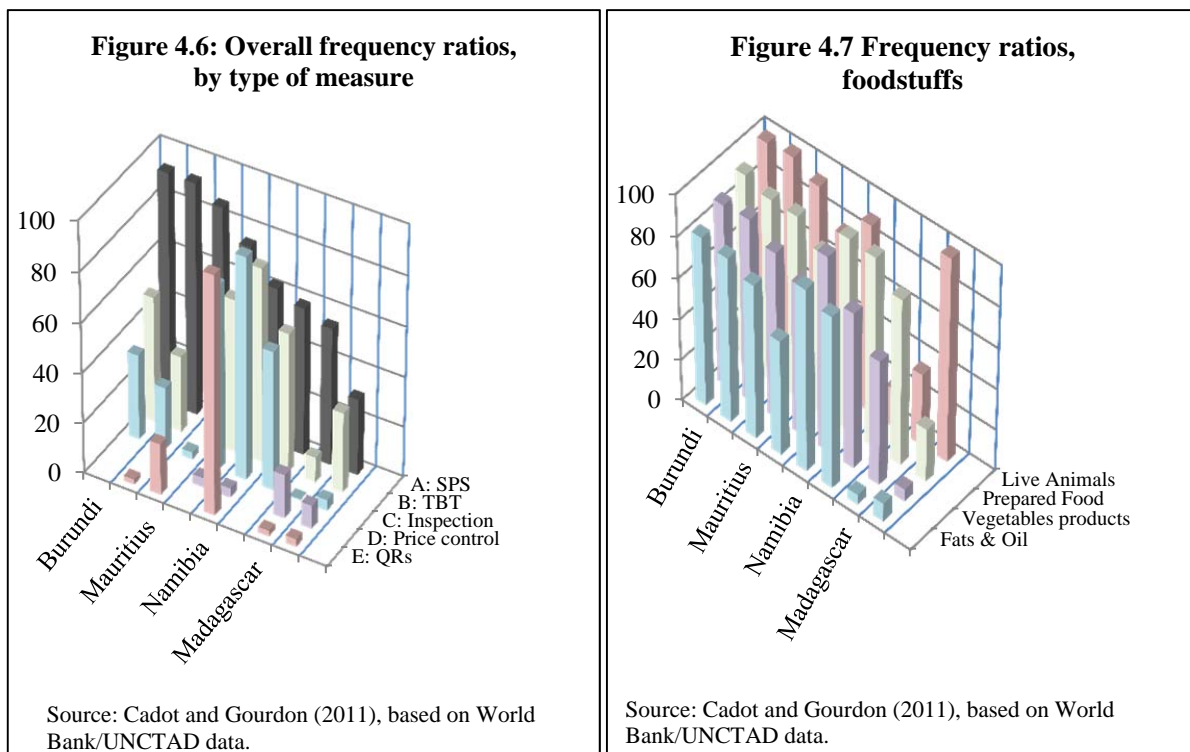 Figure 4.6: Overall frequency ratios,
by type of measure
100
80
60
40
20
0
Burundi
Mauritius
Namibia
Madagascar
A: SPS
B: TBT
C: Inspection
D: Price control
E: QRs
Source: Cadot and Gourdon (2011), based on World
Bank/UNCTAD data.
Figure 4.7 Frequency ratios,
foodstuffs
100
80
60
40
20
0
Burundi
Mauritius
Namibia
Madagascar
Live Animals
Prepared Food
Vegetables products
Fats & Oil
Source: Cadot and Gourdon (2011), based on World
Bank/UNCTAD data.